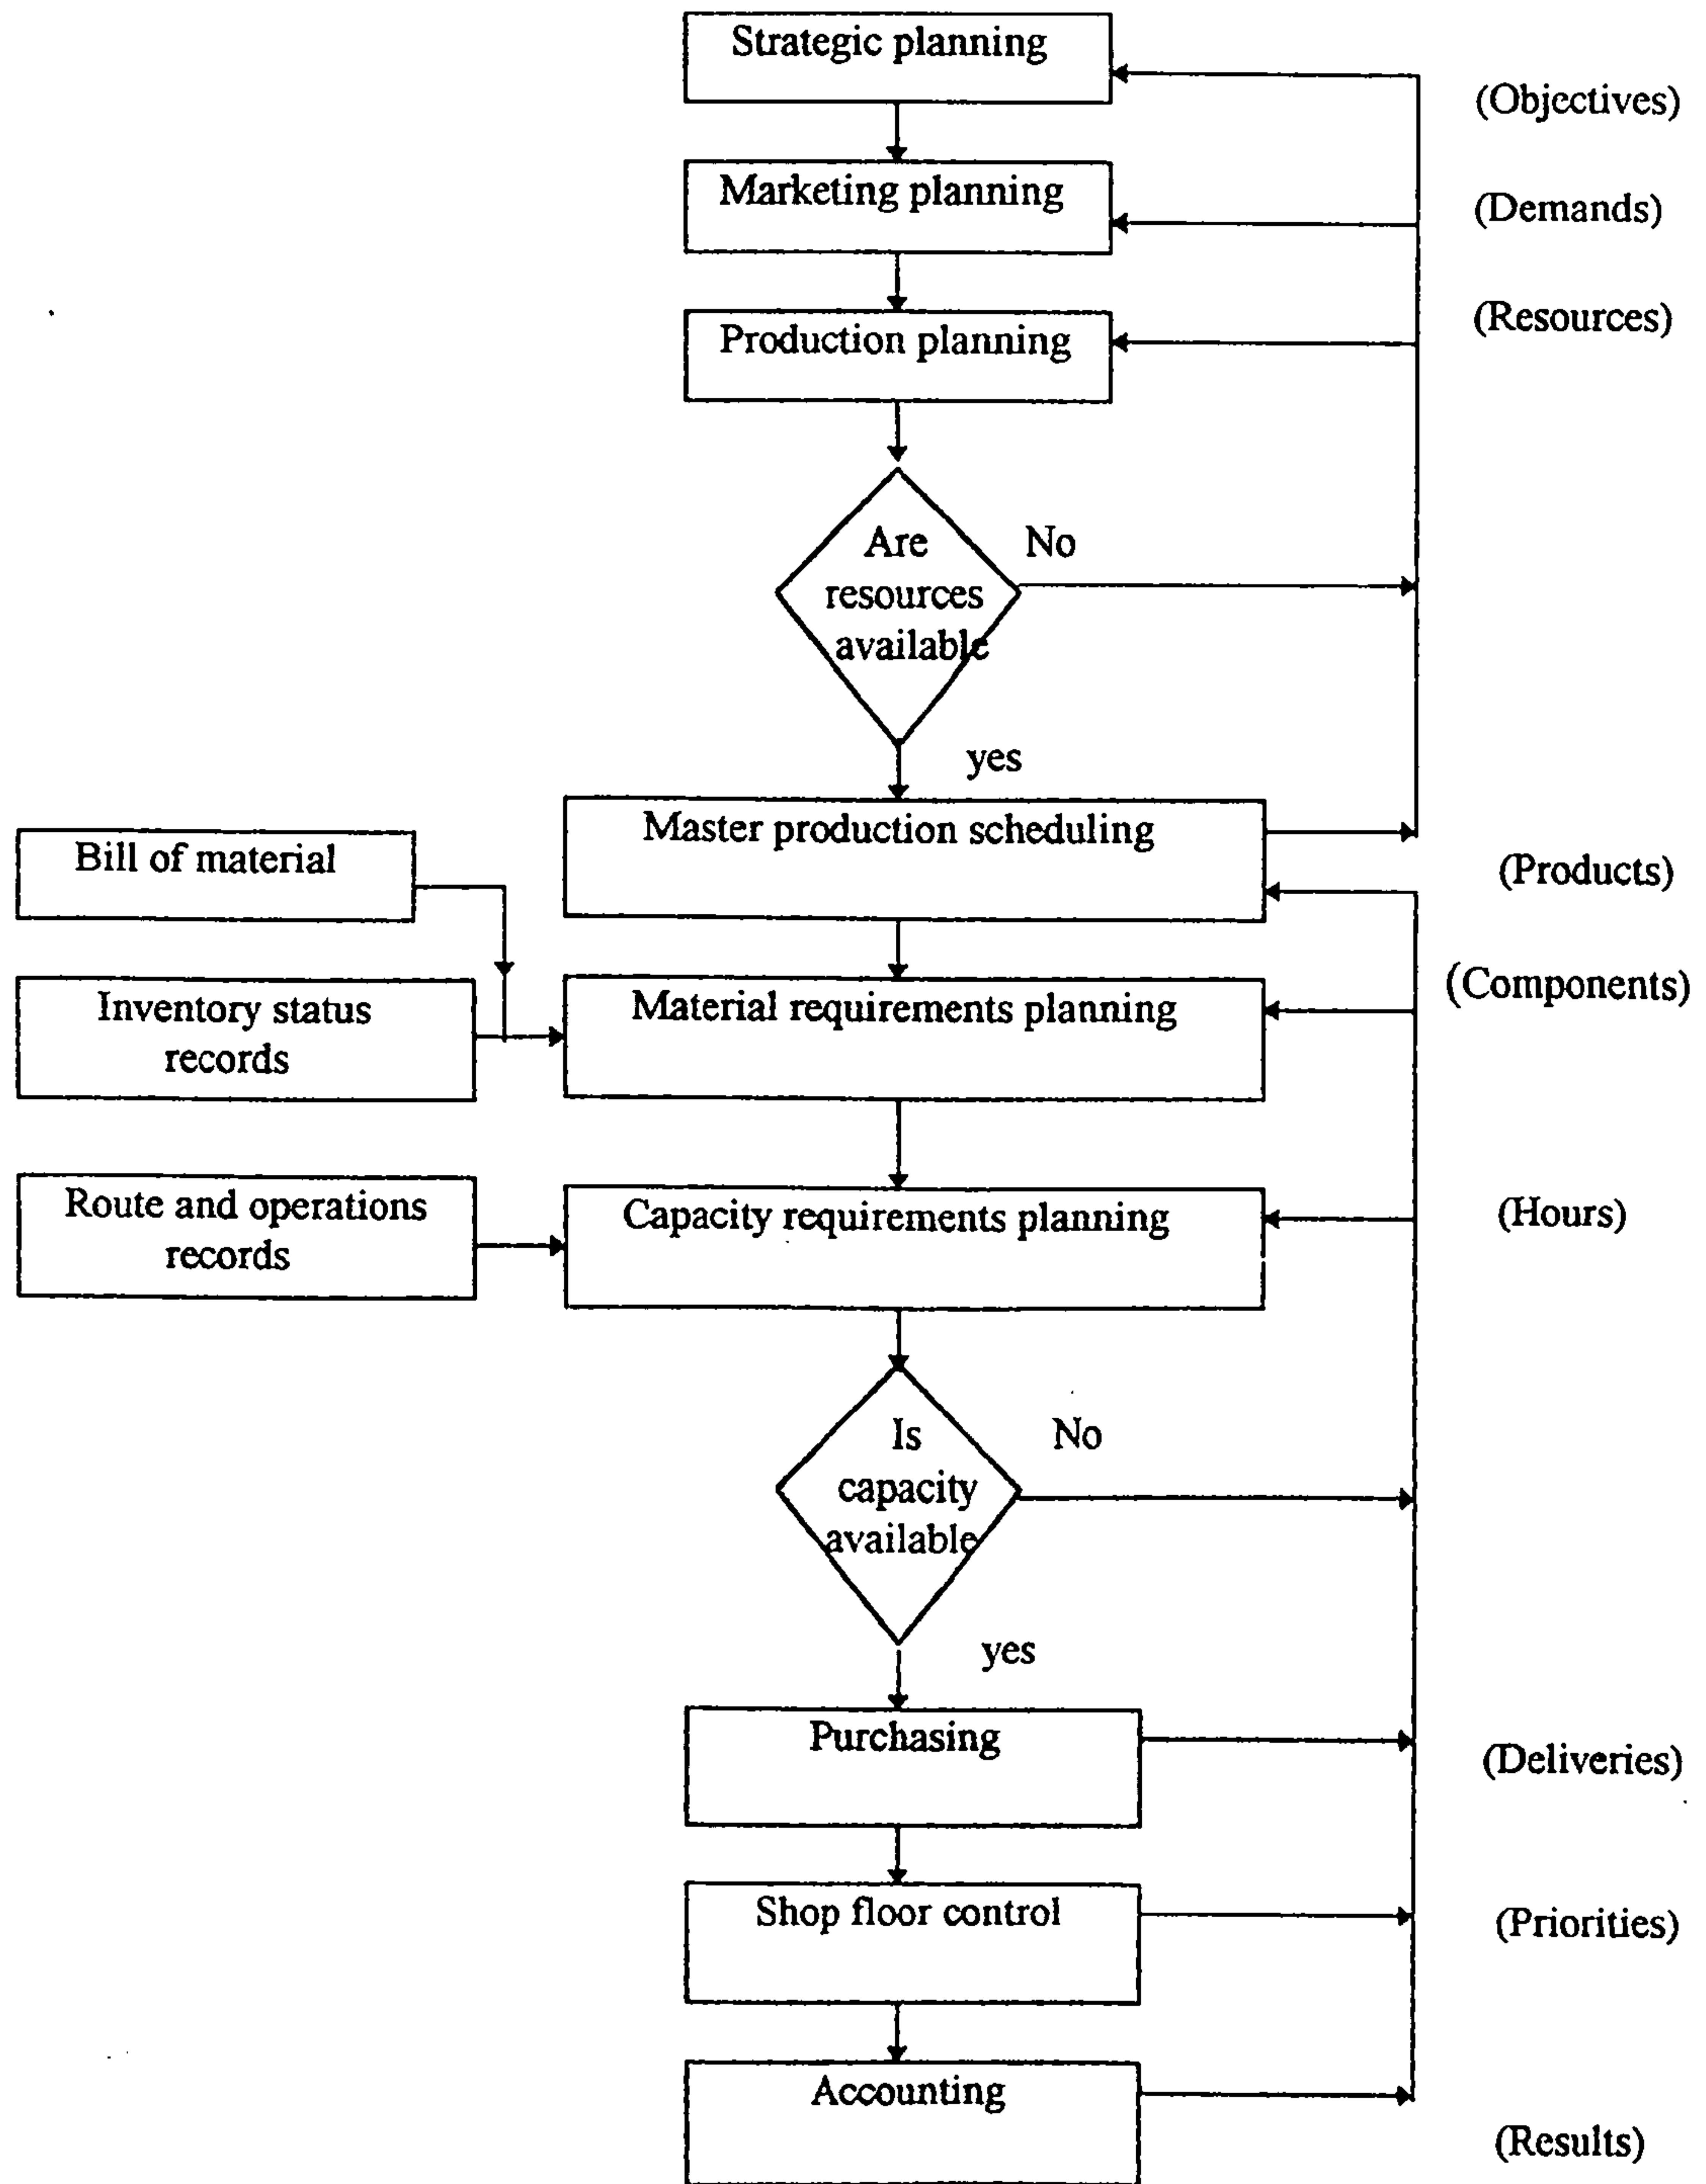 Strategic planning
(Objectives)
Marketing planning
(Demands)
Production planning
(Resources)
Are
resources
available
No
yes
Master production scheduling
(Products)
Bill of material
Inventory status
records
Material requirements planning
(Components)
Route and operations
records
Capacity requirements planning
(Hours)
Is
capacity
available
No
yes
Purchasing
(Deliveries)
Shop floor control
(Priorities)
Accounting
(Results)